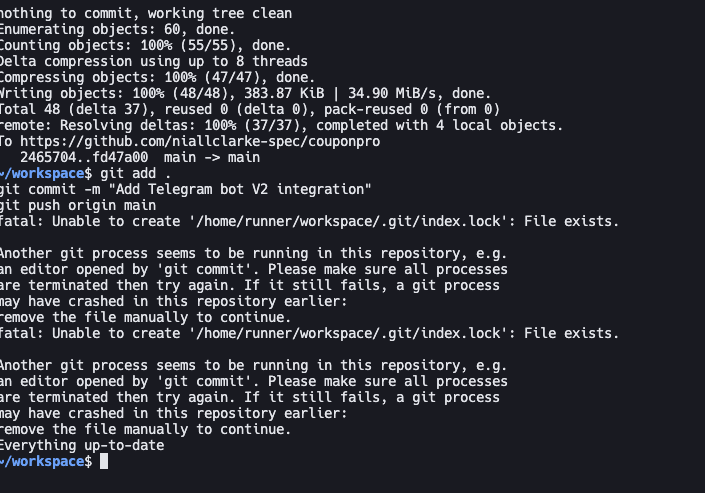 nothing to commit, working tree clean
Enumerating objects: 60, done.
Counting objects: 100% (55/55), done.
Delta compression using up to 8 threads
Compressing objects: 100% (47/47), done.
Writing objects: 100% (48/48), 383.87 KiB | 34.90 MiB/s, done.
Total 48 (delta 37), reused 0 (delta 0), pack-reused 0 (from 0)
remote: Resolving deltas: 100% (37/37), completed with 4 local objects.
To https://github.com/niallclarke-spec/couponpro
   2465704..fd47a00  main -> main
~/workspace$ git add .
git commit -m "Add Telegram bot V2 integration"
git push origin main
fatal: Unable to create '/home/runner/workspace/.git/index.lock': File exists.

Another git process seems to be running in this repository, e.g.
an editor opened by 'git commit'. Please make sure all processes
are terminated then try again. If it still fails, a git process
may have crashed in this repository earlier:
remove the file manually to continue.
fatal: Unable to create '/home/runner/workspace/.git/index.lock': File exists.

Another git process seems to be running in this repository, e.g.
an editor opened by 'git commit'. Please make sure all processes
are terminated then try again. If it still fails, a git process
may have crashed in this repository earlier:
remove the file manually to continue.
Everything up-to-date
~/workspace$